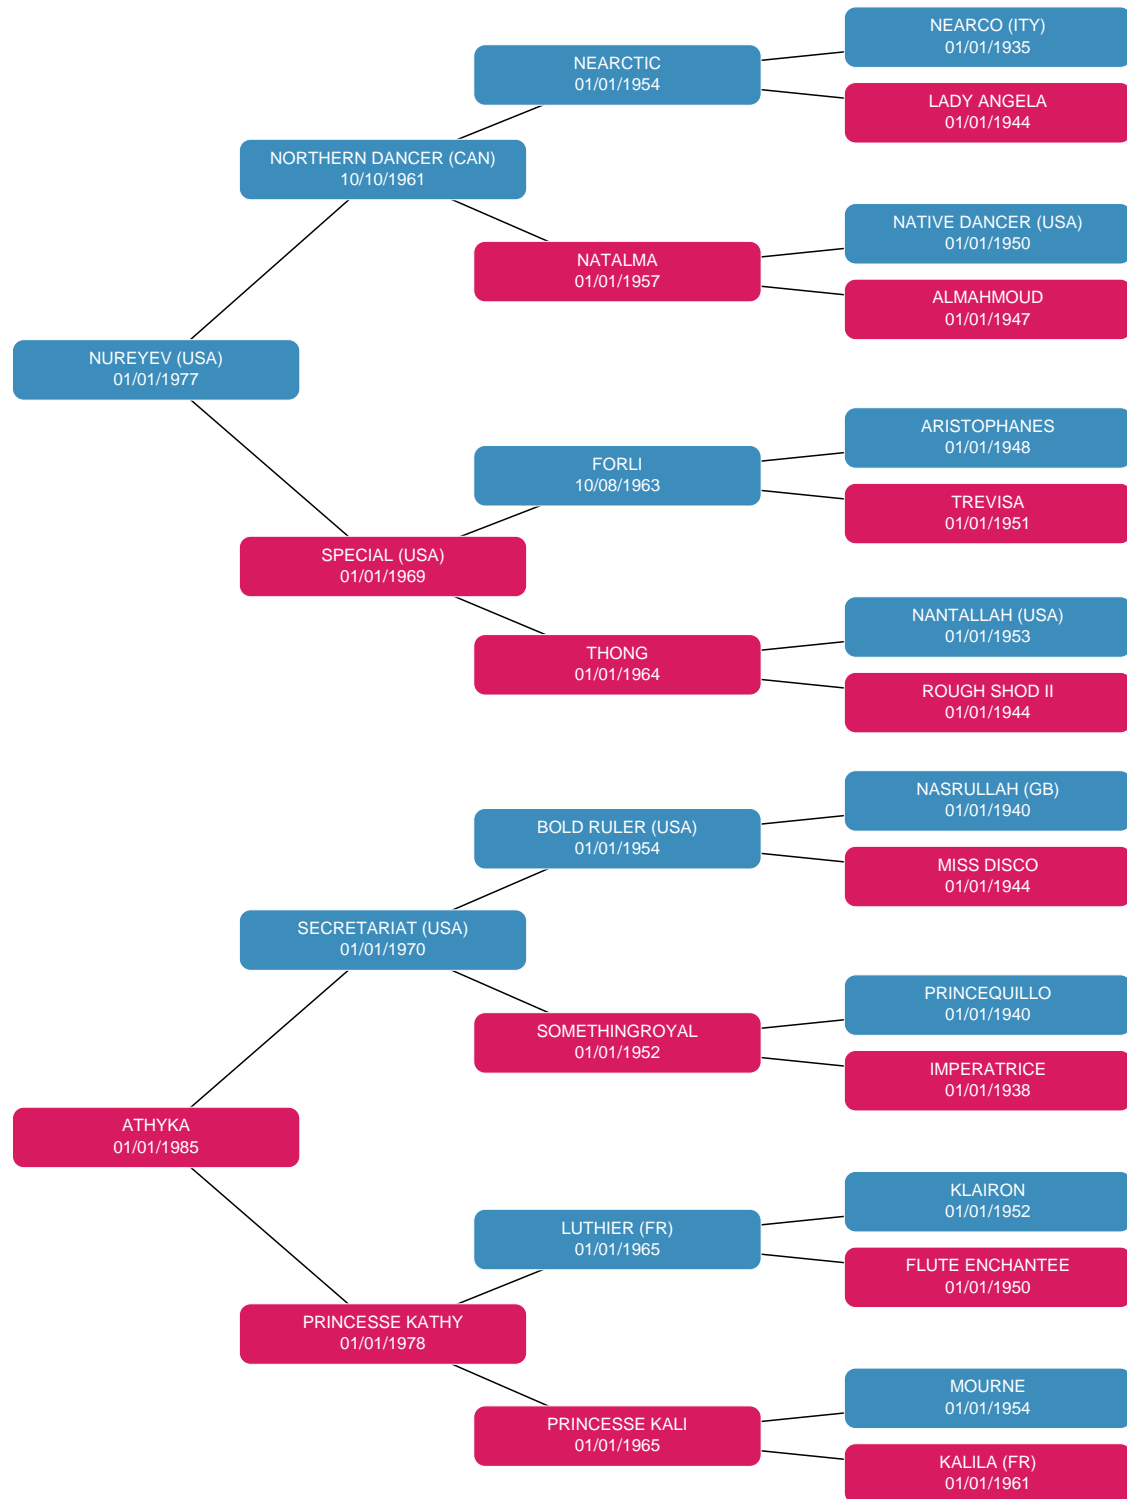 NEARCO (ITY)
01/01/1935
NEARCTIC
01/01/1954
LADY ANGELA
01/01/1944
NORTHERN DANCER (CAN)
10/10/1961
NATIVE DANCER (USA)
01/01/1950
NATALMA
01/01/1957
ALMAHMOUD
01/01/1947
NUREYEV (USA)
01/01/1977
ARISTOPHANES
01/01/1948
FORLI
10/08/1963
TREVISA
01/01/1951
SPECIAL (USA)
01/01/1969
NANTALLAH (USA)
01/01/1953
THONG
01/01/1964
ROUGH SHOD II
01/01/1944
NASRULLAH (GB)
01/01/1940
BOLD RULER (USA)
01/01/1954
MISS DISCO
01/01/1944
SECRETARIAT (USA)
01/01/1970
PRINCEQUILLO
01/01/1940
SOMETHINGROYAL
01/01/1952
IMPERATRICE
01/01/1938
ATHYKA
01/01/1985
KLAIRON
01/01/1952
LUTHIER (FR)
01/01/1965
FLUTE ENCHANTEE
01/01/1950
PRINCESSE KATHY
01/01/1978
MOURNE
01/01/1954
PRINCESSE KALI
01/01/1965
KALILA (FR)
01/01/1961